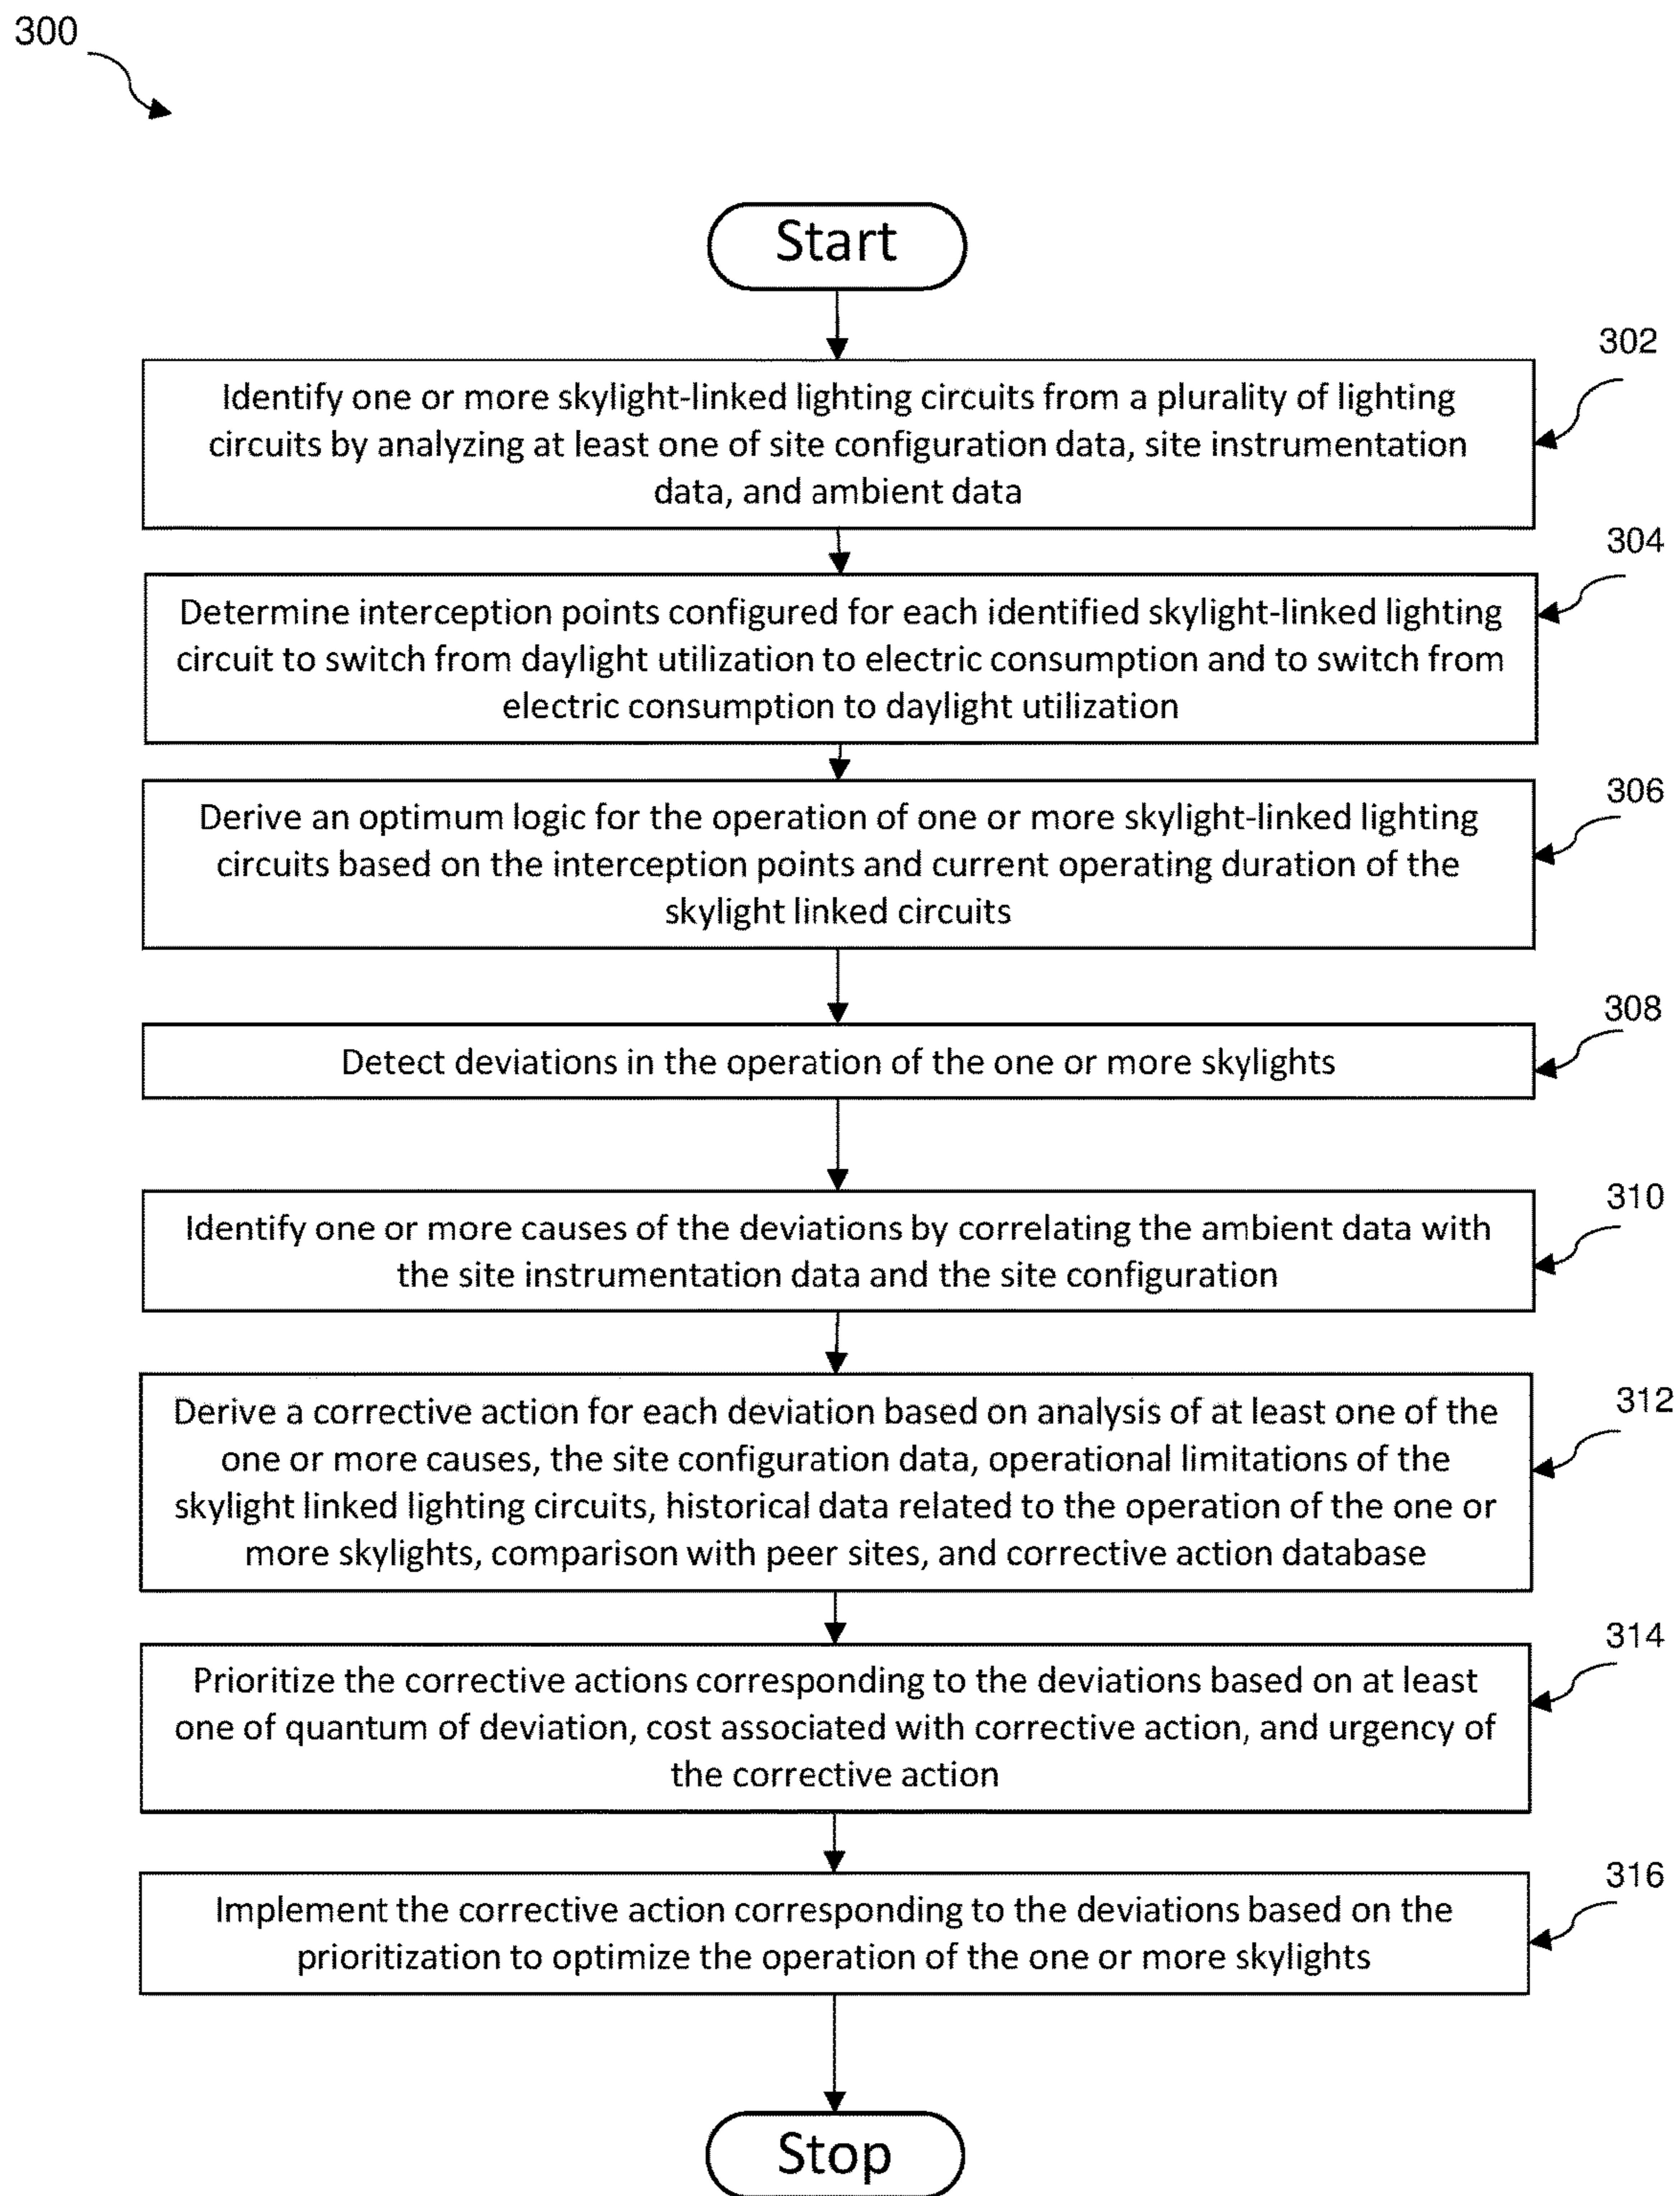 300
Start
302
Identify one or more skylight-linked lighting circuits from a plurality of lighting
circuits by analyzing at least one of site configuration data, site instrumentation
data, and ambient data
304
Determine interception points configured for each identified skylight-linked lighting
circuit to switch from daylight utilization to electric consumption and to switch from
electric consumption to daylight utilization
306
Derive an optimum logic for the operation of one or more skylight-linked lighting
circuits based on the interception points and current operating duration of the
skylight linked circuits
308
Detect deviations in the operation of the one or more skylights
310
Identify one or more causes of the deviations by correlating the ambient data with
the site instrumentation data and the site configuration
312
Derive a corrective action for each deviation based on analysis of at least one of the
one or more causes, the site configuration data, operational limitations of the
skylight linked lighting circuits, historical data related to the operation of the one or
more skylights, comparison with peer sites, and corrective action database
314
Prioritize the corrective actions corresponding to the deviations based on at least
one of quantum of deviation, cost associated with corrective action, and urgency of
the corrective action
316
Implement the corrective action corresponding to the deviations based on the
prioritization to optimize the operation of the one or more skylights
Stop